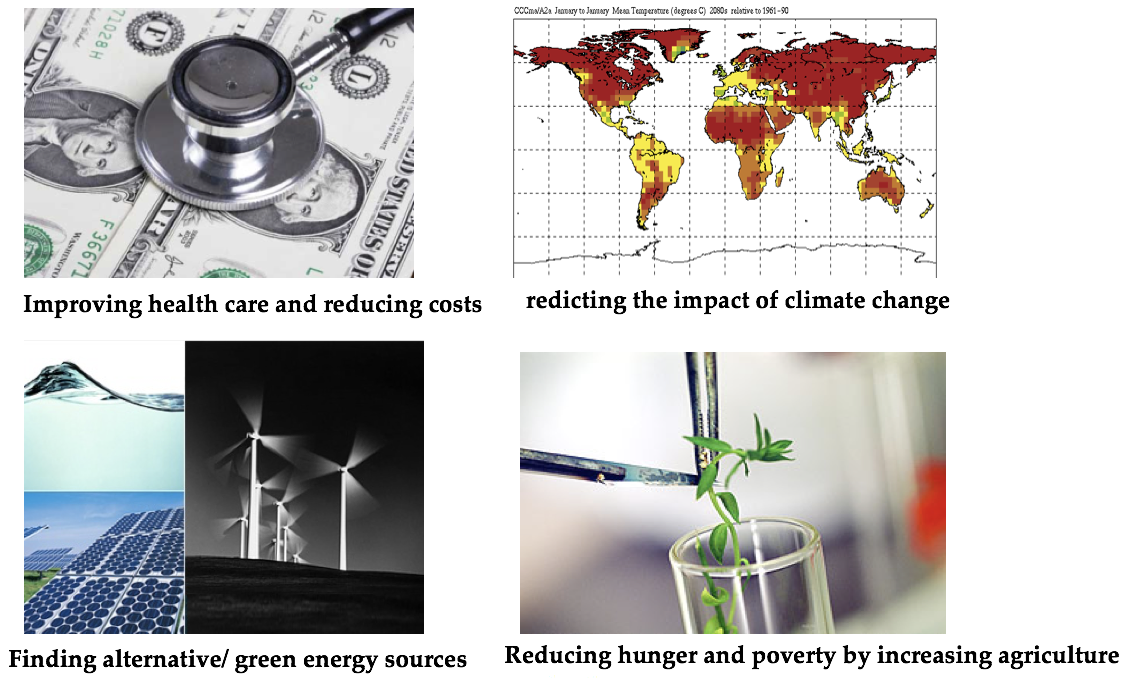 CCCma/A2a January to January Mean Temperature (degrees C) 2080s relative to 1961-90
Improving health care and reducing costs
redicting the impact of climate change
Finding alternative/ green energy sources
Reducing hunger and poverty by increasing agriculture